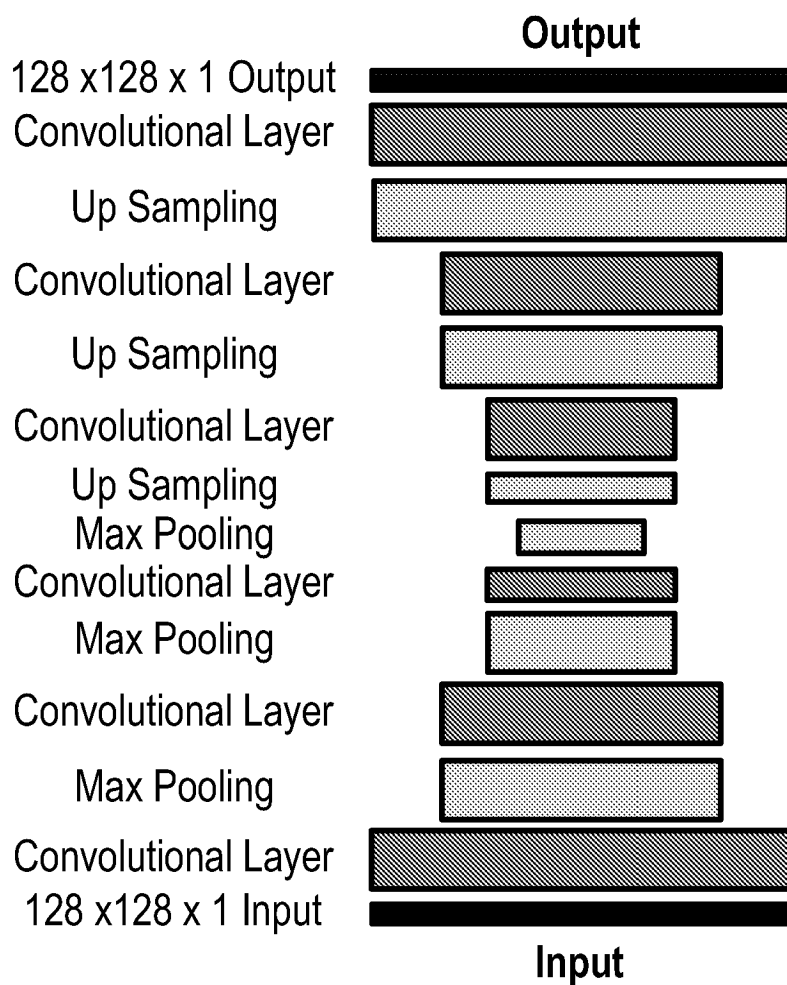 Output
128 x128 x 1 Output
Convolutional Layer
Up Sampling
Convolutional Layer
Up Sampling
Convolutional Layer
Up Sampling
Max Pooling
Convolutional Layer
Max Pooling
Convolutional Layer
Max Pooling
Convolutional Layer
128 x128 x 1 Input
Input